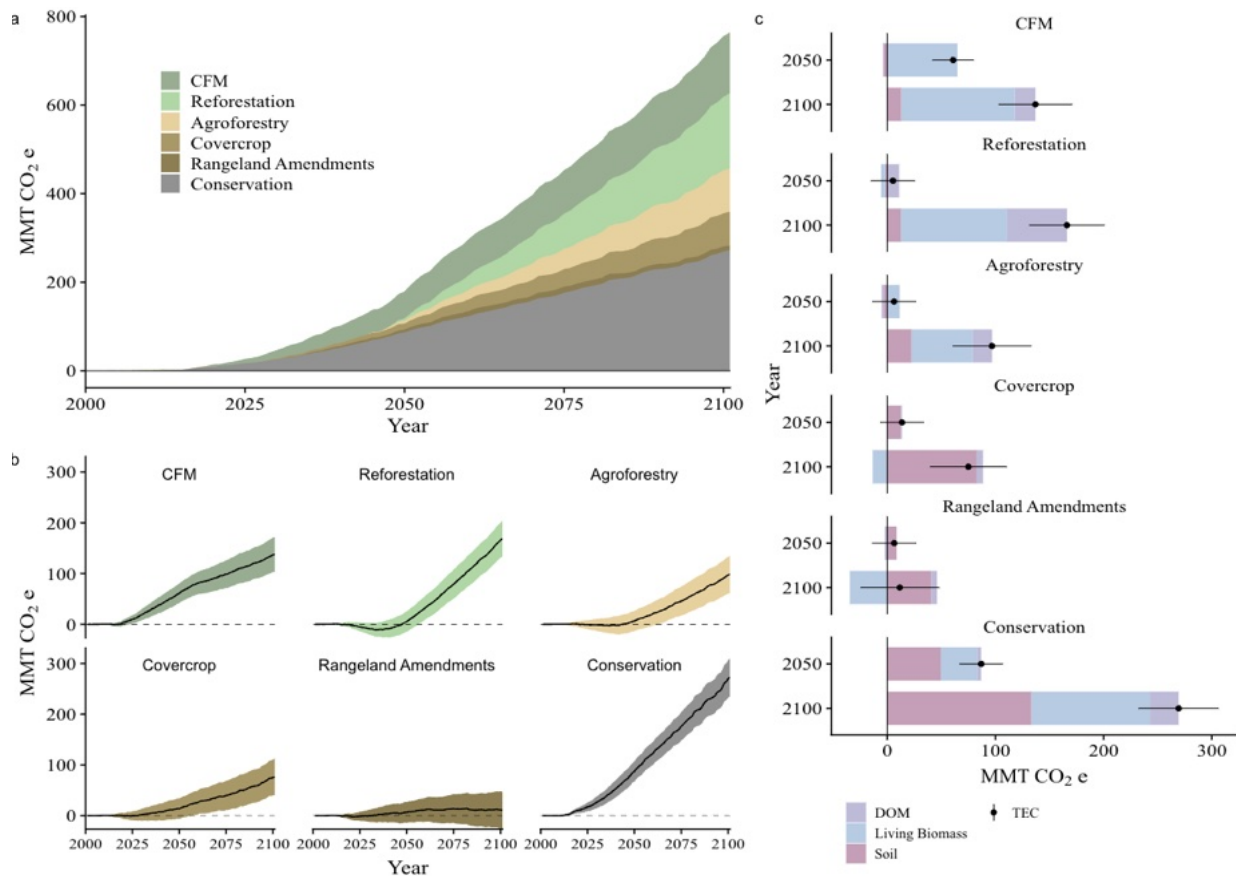 a
MMT CO₂ e
800
600
400
200
0
2000 2025 2050 2075 2100
Year
CFM
Reforestation
Agroforestry
Covercrop
Rangeland Amendments
Conservation
b
MMT CO₂ e
CFM Reforestation Agroforestry
300
200
100
0
Covercrop Rangeland Amendments Conservation
300
200
100
0
2000 2025 2050 2075 2100 2000 2025 2050 2075 2100 2000 2025 2050 2075 2100
Year
c
Year
CFM
2050
2100
Reforestation
2050
2100
Agroforestry
2050
2100
Covercrop
2050
2100
Rangeland Amendments
2050
2100
Conservation
2050
2100
0 100 200 300
MMT CO₂ e
DOM TEC
Living Biomass
Soil